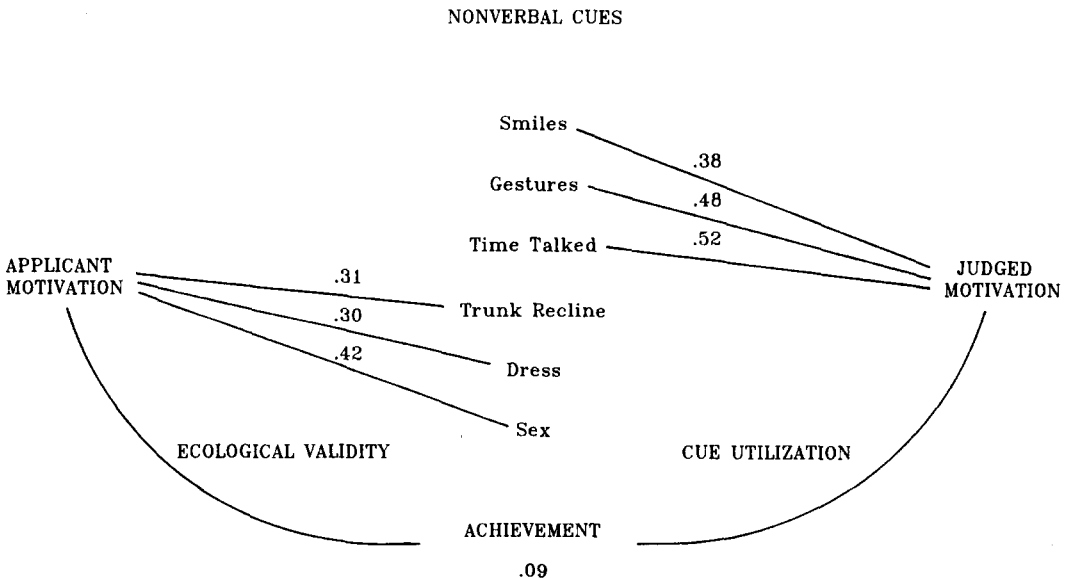 NONVERBAL CUES
Smiles
.38
Gestures
.48
Time Talked
.52
APPLICANT
MOTIVATION
JUDGED
MOTIVATION
.31
Trunk Recline
.30
Dress
.42
Sex
ECOLOGICAL VALIDITY
CUE UTILIZATION
ACHIEVEMENT
.09